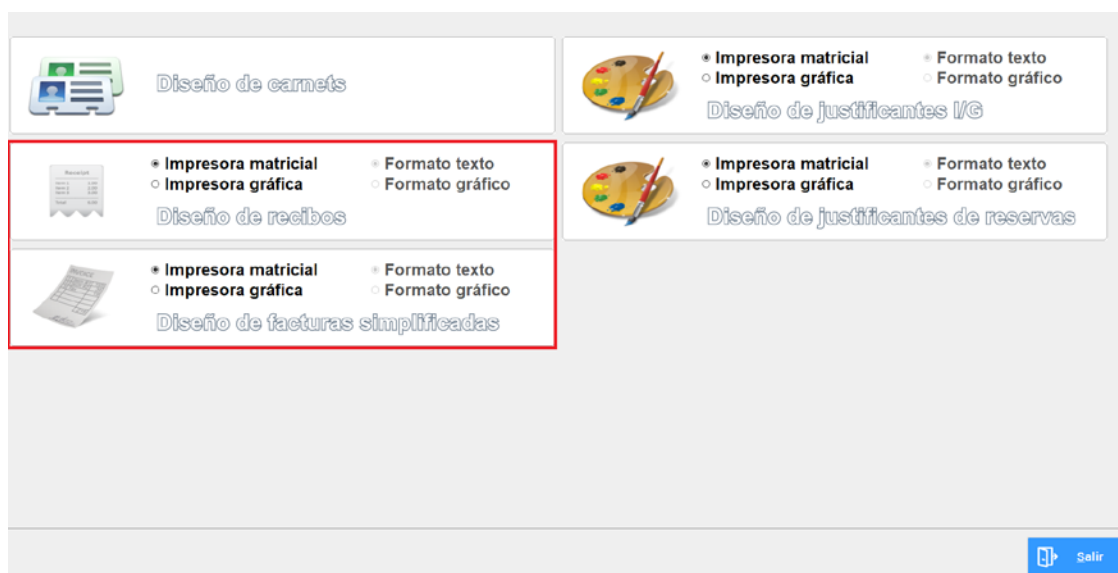 Diseño de carnets
Impresora matricial
Formato texto
Impresora gráfica
Formato gráfico
Diseño de justificantes I/G
Receipt
Impresora matricial
Formato texto
Impresora gráfica
Formato gráfico
Diseño de recibos
Impresora matricial
Formato texto
Impresora gráfica
Formato gráfico
Diseño de justificantes de reservas
INVOICE
Impresora matricial
Formato texto
Impresora gráfica
Formato gráfico
Diseño de facturas simplificadas
Salir